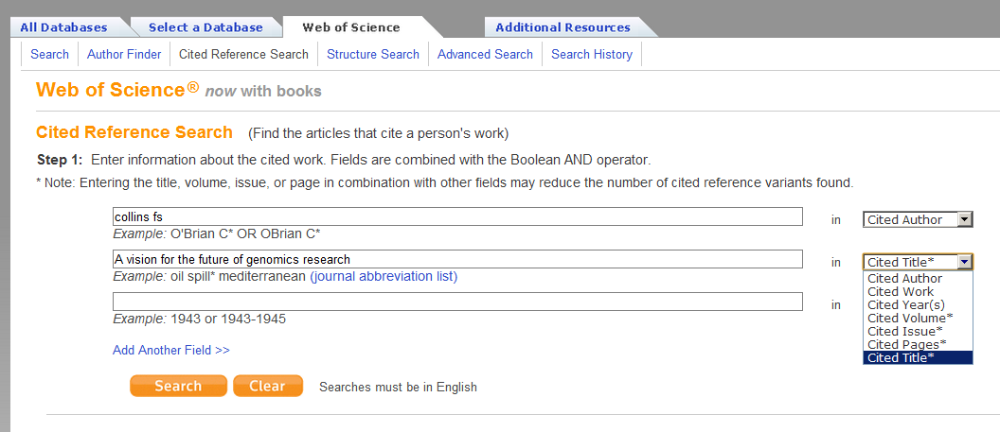 All Databases Select a Database Web of Science Additional Resources
Search Author Finder Cited Reference Search Structure Search Advanced Search Search History
Web of Science® now with books
Cited Reference Search (Find the articles that cite a person's work)
Step 1: Enter information about the cited work. Fields are combined with the Boolean AND operator.
* Note: Entering the title, volume, issue, or page in combination with other fields may reduce the number of cited reference variants found.
collins fs in Cited Author
Example: O'Brian C* OR OBrian C*
A vision for the future of genomics research in Cited Title*
Example: oil spill* mediterranean (journal abbreviation list)
Cited Author
Cited Work
in Cited Year(s)
Example: 1943 or 1943-1945
Cited Volume*
Cited Issue*
Cited Pages*
Cited Title*
Add Another Field >>
Search Clear Searches must be in English